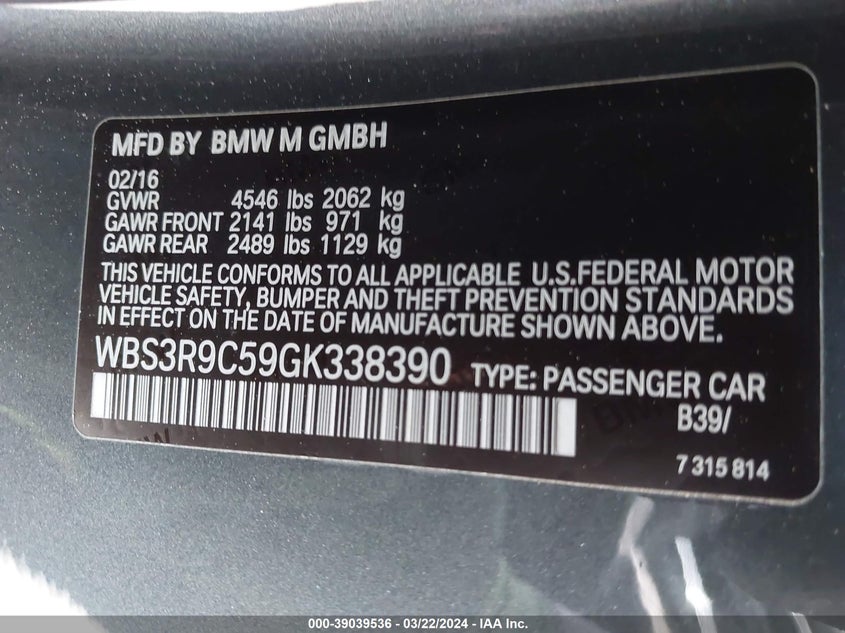 MFD BY BMW M GMBH
02/16
GVWR 4546 lbs 2062 kg
GAWR FRONT 2141 lbs 971 kg
GAWR REAR 2489 lbs 1129 kg
THIS VEHICLE CONFORMS TO ALL APPLICABLE U.S.FEDERAL MOTOR
VEHICLE SAFETY, BUMPER AND THEFT PREVENTION STANDARDS
IN EFFECT ON THE DATE OF MANUFACTURE SHOWN ABOVE.
WBS3R9C59GK338390 TYPE: PASSENGER CAR
B39/
7 315 814
000-39039536 - 03/22/2024 - IAA Inc.